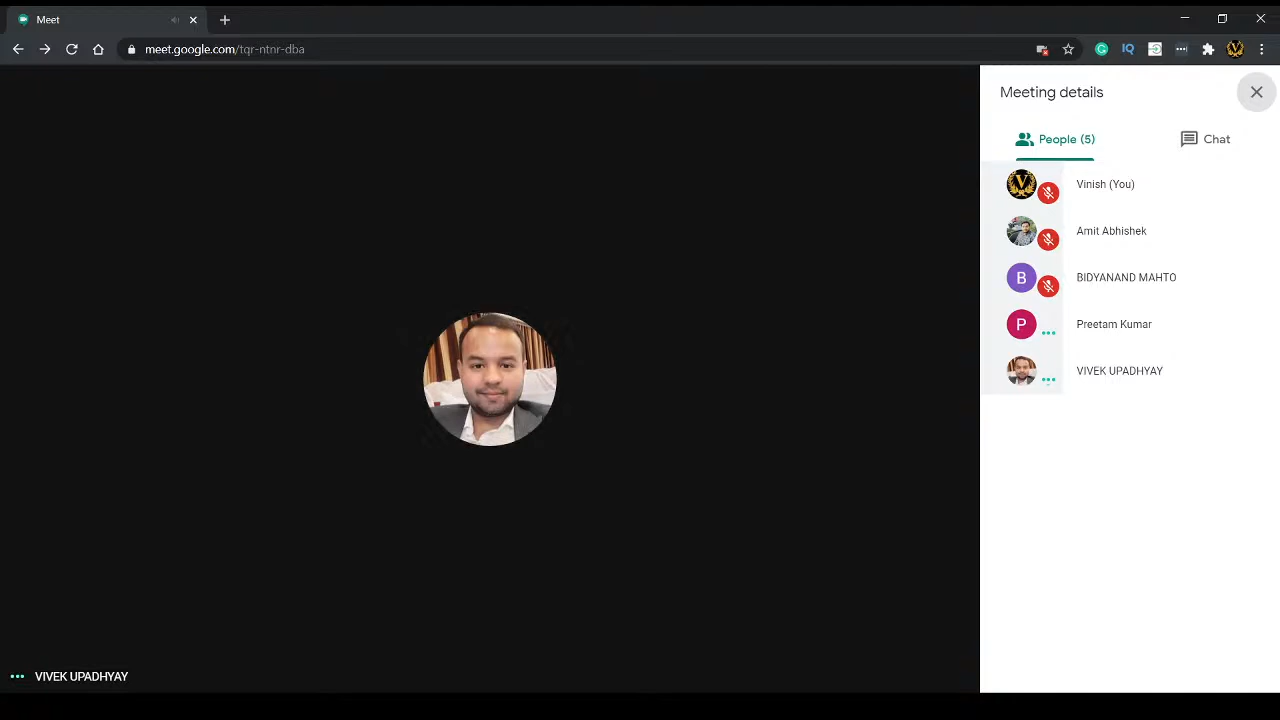 Meet
meet.google.com/tqr-ntnr-dba
IQ
V
Meeting details
People (5)
Chat
V
Vinish (You)
Amit Abhishek
B
BIDYANAND MAHTO
P
Preetam Kumar
VIVEK UPADHYAY
VIVEK UPADHYAY